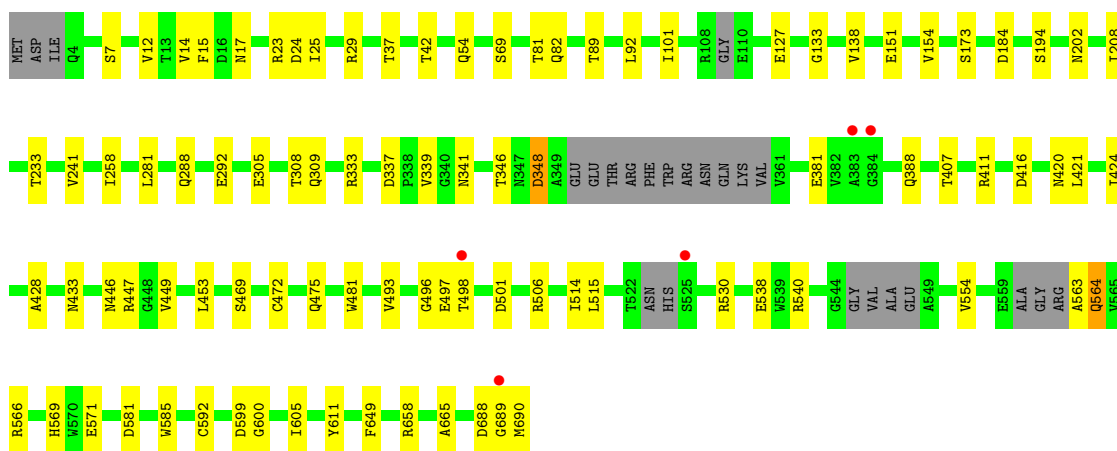 MET ASP ILE Q4 S7 V12 T13 V14 F15 D16 N17 R23 D24 I25 R29 T37 T42 Q54 S69 T81 Q82 T89 L92 I101 R108 GLY E110 E127 G133 V138 E151 V154 S173 D184 S194 N202
T233 V241 I258 L281 Q288 E292 E305 T308 Q309 R333 D337 P338 V339 G340 N341 T346 N347 D348 A349 GLU GLU THR ARG PHE TRP ARG ASN GLN LYS VAL V361 E381 V382 A383 G384 Q388 T407 R411 D416 N420 L421
A428 N433 N446 R447 G448 V449 L453 S469 C472 Q475 W481 V493 G496 E497 T498 D501 R506 I514 L515 T522 ASN HIS S525 R530 E538 W539 R540 G544 GLY VAL ALA GLU A549 V554 E559 ALA GLY ARG A563 Q564
R566 H569 W570 E571 D581 W585 C592 D599 G600 I605 Y611 F649 R658 A665 D688 G689 M690